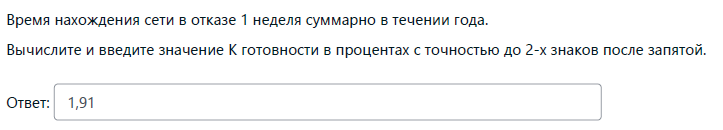 Время нахождения сети в отказе 1 неделя суммарно в течении года.
Вычислите и введите значение К готовности в процентах с точностью до 2-х знаков после запятой.
Ответ: 1,91